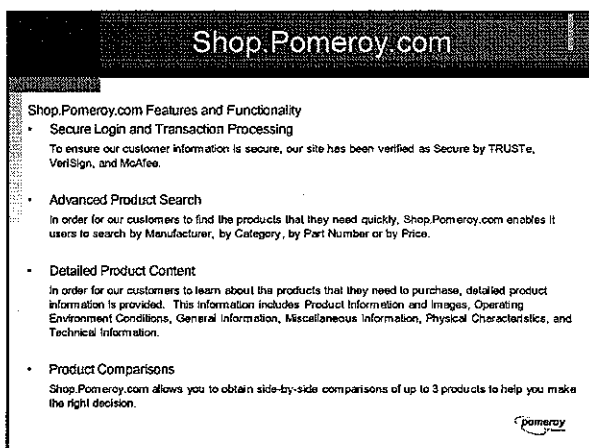 Shop.Pomeroy.com
Shop.Pomeroy.com Features and Functionality
• Secure Login and Transaction Processing
To ensure our customer information is secure, our site has been verified as Secure by TRUSTe,
VeriSign, and McAfee.
• Advanced Product Search
In order for our customers to find the products that they need quickly, Shop.Pomeroy.com enables it
users to search by Manufacturer, by Category, by Part Number or by Price.
• Detailed Product Content
In order for our customers to learn about the products that they need to purchase, detailed product
information is provided. This information includes Product Information and Images, Operating
Environment Conditions, General Information, Miscellaneous Information, Physical Characteristics, and
Technical Information.
• Product Comparisons
Shop.Pomeroy.com allows you to obtain side-by-side comparisons of up to 3 products to help you make
the right decision.
pomeroy